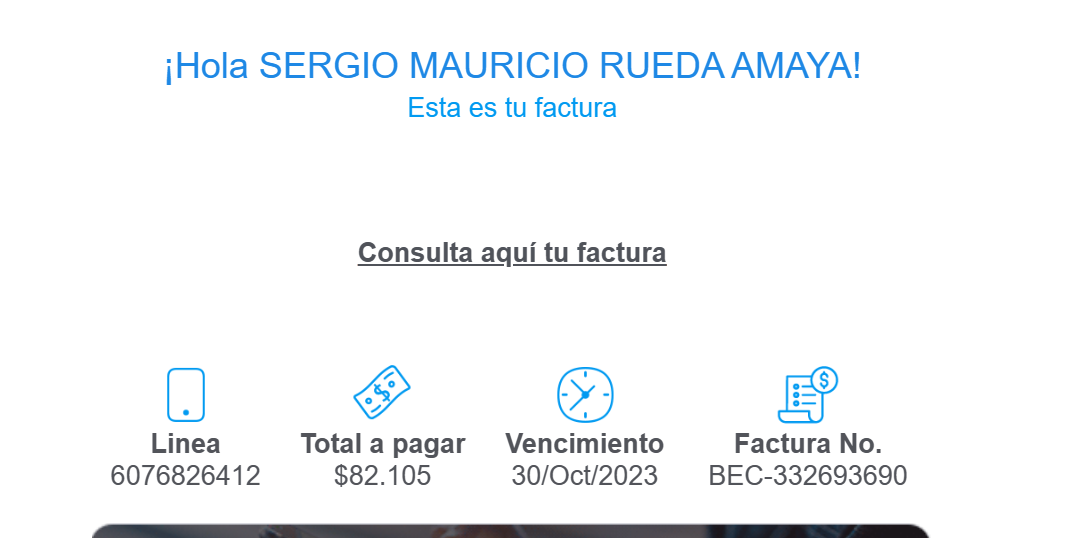 ¡Hola SERGIO MAURICIO RUEDA AMAYA!
Esta es tu factura
Consulta aquí tu factura
Linea
6076826412
Total a pagar
$82.105
Vencimiento
30/Oct/2023
Factura No.
BEC-332693690